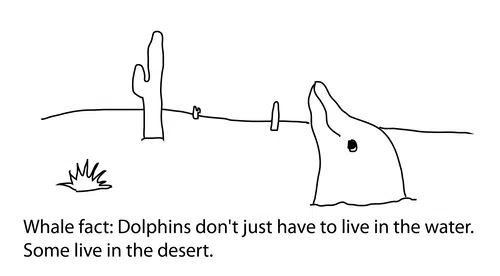 Whale fact: Dolphins don't just have to live in the water.
Some live in the desert.